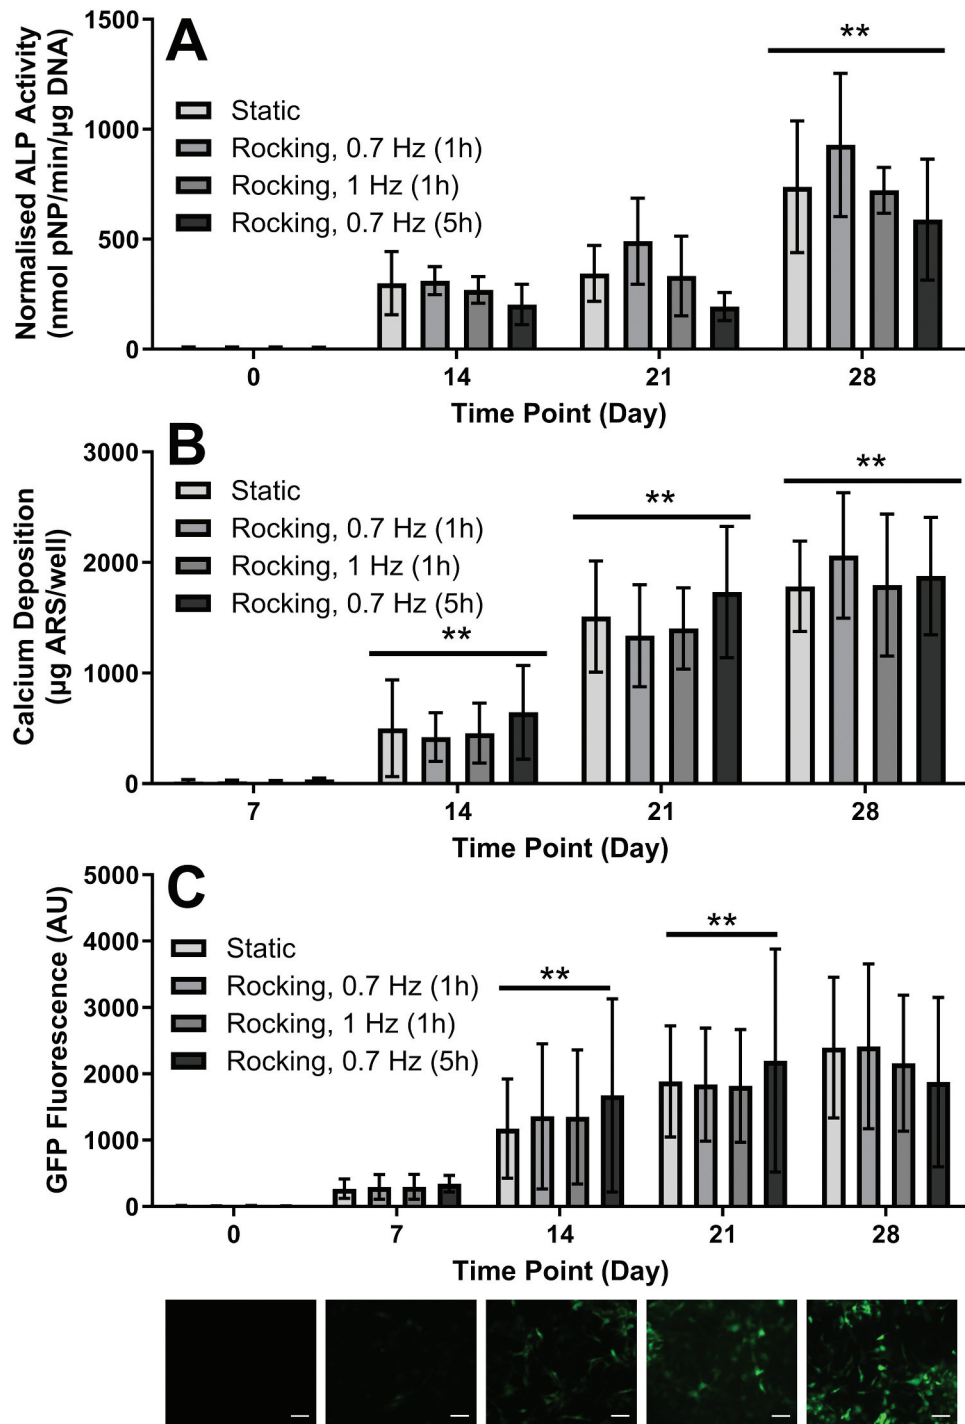 A
Normalised ALP Activity
(nmol pNP/min/µg DNA)
1500
1000
500
0
**
Static
Rocking, 0.7 Hz (1h)
Rocking, 1 Hz (1h)
Rocking, 0.7 Hz (5h)
0 14 21 28
Time Point (Day)
B
Calcium Deposition
(µg ARS/well)
3000
2000
1000
0
Static
Rocking, 0.7 Hz (1h)
Rocking, 1 Hz (1h)
Rocking, 0.7 Hz (5h)
** ** **
7 14 21 28
Time Point (Day)
C
GFP Fluorescence (AU)
5000
4000
3000
2000
1000
0
Static
Rocking, 0.7 Hz (1h)
Rocking, 1 Hz (1h)
Rocking, 0.7 Hz (5h)
** **
0 7 14 21 28
Time Point (Day)